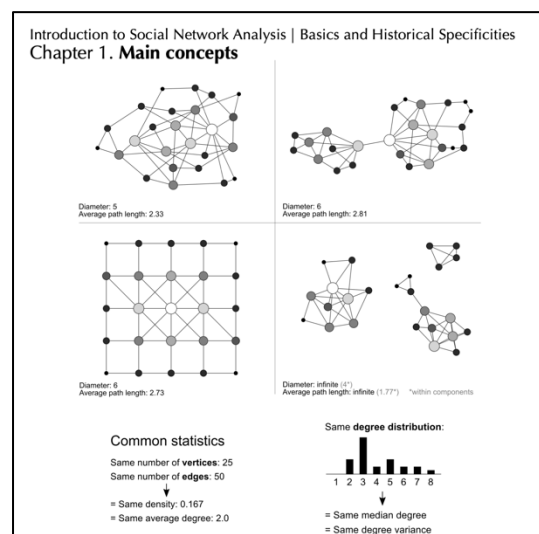 Introduction to Social Network Analysis | Basics and Historical Specificities
Chapter 1. Main concepts
Diameter: 5
Average path length: 2.33
Diameter: 6
Average path length: 2.81
Diameter: 6
Average path length: 2.73
Diameter: infinite (4*)
Average path length: infinite (1.77*) *within components
Common statistics
Same number of vertices: 25
Same number of edges: 50
= Same density: 0.167
= Same average degree: 2.0
Same degree distribution:
1 2 3 4 5 6 7 8
= Same median degree
= Same degree variance